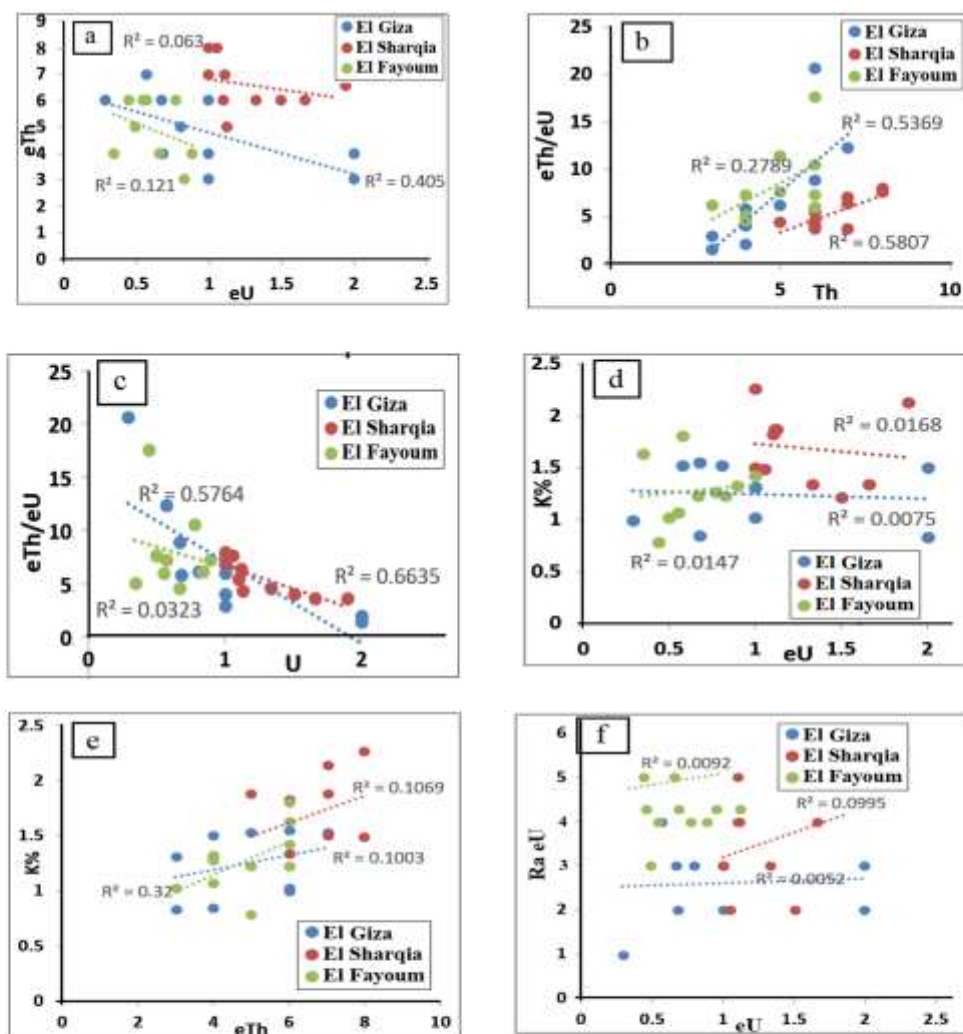 a
El Giza
El Sharqia
El Fayoum
R² = 0.063
R² = 0.121
R² = 0.405
eTh
9
8
7
6
5
4
3
2
1
0
0 0.5 1 1.5 2 2.5
eU
b
El Giza
El Sharqia
El Fayoum
R² = 0.5369
R² = 0.2789
R² = 0.5807
eTh/eU
25
20
15
10
5
0
0 5 10
Th
c
El Giza
El Sharqia
El Fayoum
R² = 0.5764
R² = 0.6635
R² = 0.0323
eTh/eU
25
20
15
10
5
0
0 1 2
U
d
El Giza
El Sharqia
El Fayoum
R² = 0.0168
R² = 0.0075
R² = 0.0147
K%
2.5
2
1.5
1
0.5
0
0 0.5 1 1.5 2
eU
e
El Giza
El Sharqia
El Fayoum
R² = 0.1069
R² = 0.1003
R² = 0.32
K%
2.5
2
1.5
1
0.5
0
0 2 4 6 8 10
eTh
f
El Giza
El Sharqia
El Fayoum
R² = 0.0092
R² = 0.0995
R² = 0.0052
Ra eU
6
5
4
3
2
1
0
0 0.5 1 1.5 2 2.5
eU